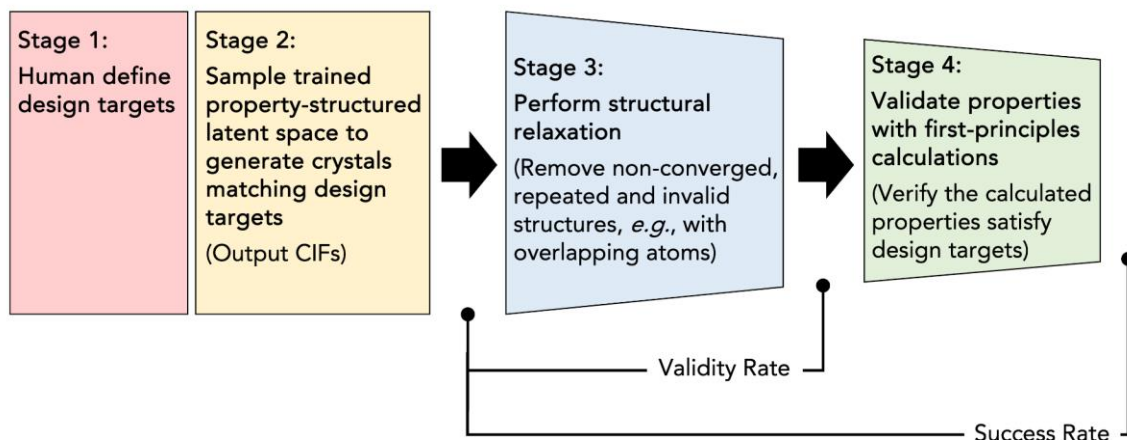 Stage 1:
Human define
design targets
Stage 2:
Sample trained
property-structured
latent space to
generate crystals
matching design
targets
(Output CIFs)
Stage 3:
Perform structural
relaxation
(Remove non-converged,
repeated and invalid
structures, e.g., with
overlapping atoms)
Stage 4:
Validate properties
with first-principles
calculations
(Verify the calculated
properties satisfy
design targets)
Validity Rate
Success Rate